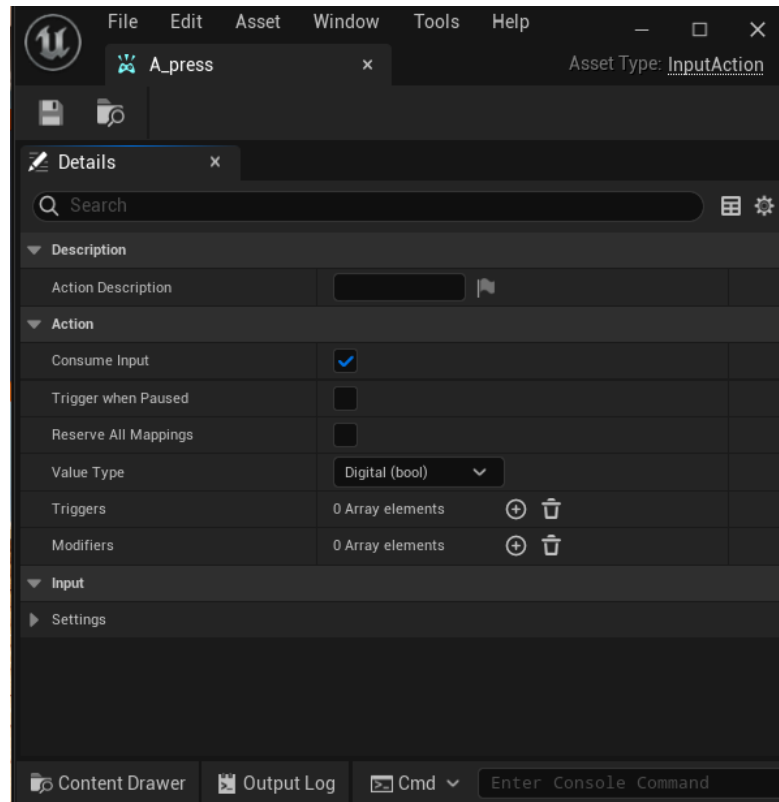 File Edit Asset Window Tools Help
A_press
Asset Type: InputAction
Details
Search
Description
Action Description
Action
Consume Input
Trigger when Paused
Reserve All Mappings
Value Type Digital (bool)
Triggers 0 Array elements
Modifiers 0 Array elements
Input
Settings
Content Drawer Output Log Cmd Enter Console Command